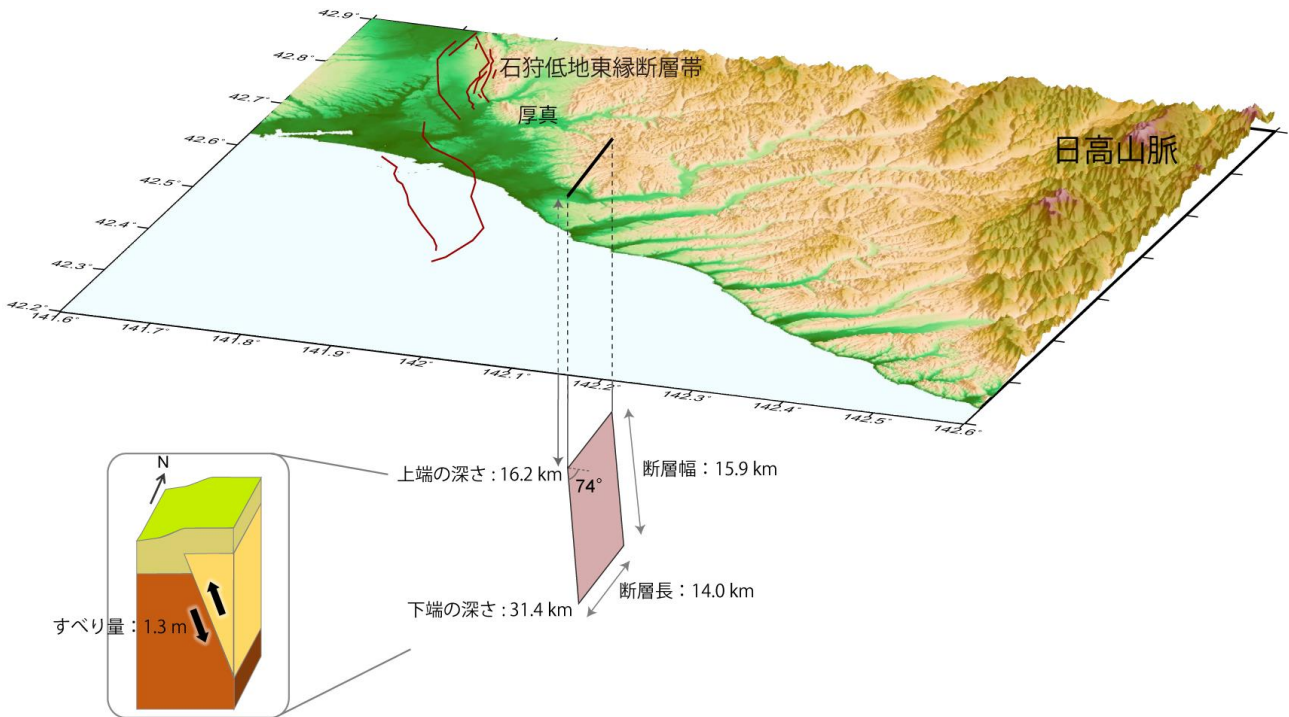 42.9°
42.8°
42.7°
42.6°
42.5°
42.4°
42.3°
42.2°
141.6°
141.7°
141.8°
141.9°
142°
142.1°
142.2°
142.3°
142.4°
142.5°
142.6°
石狩低地東縁断層帯
厚真
日高山脈
上端の深さ : 16.2 km
74°
断層幅：15.9 km
断層長：14.0 km
下端の深さ : 31.4 km
N
すべり量：1.3 m